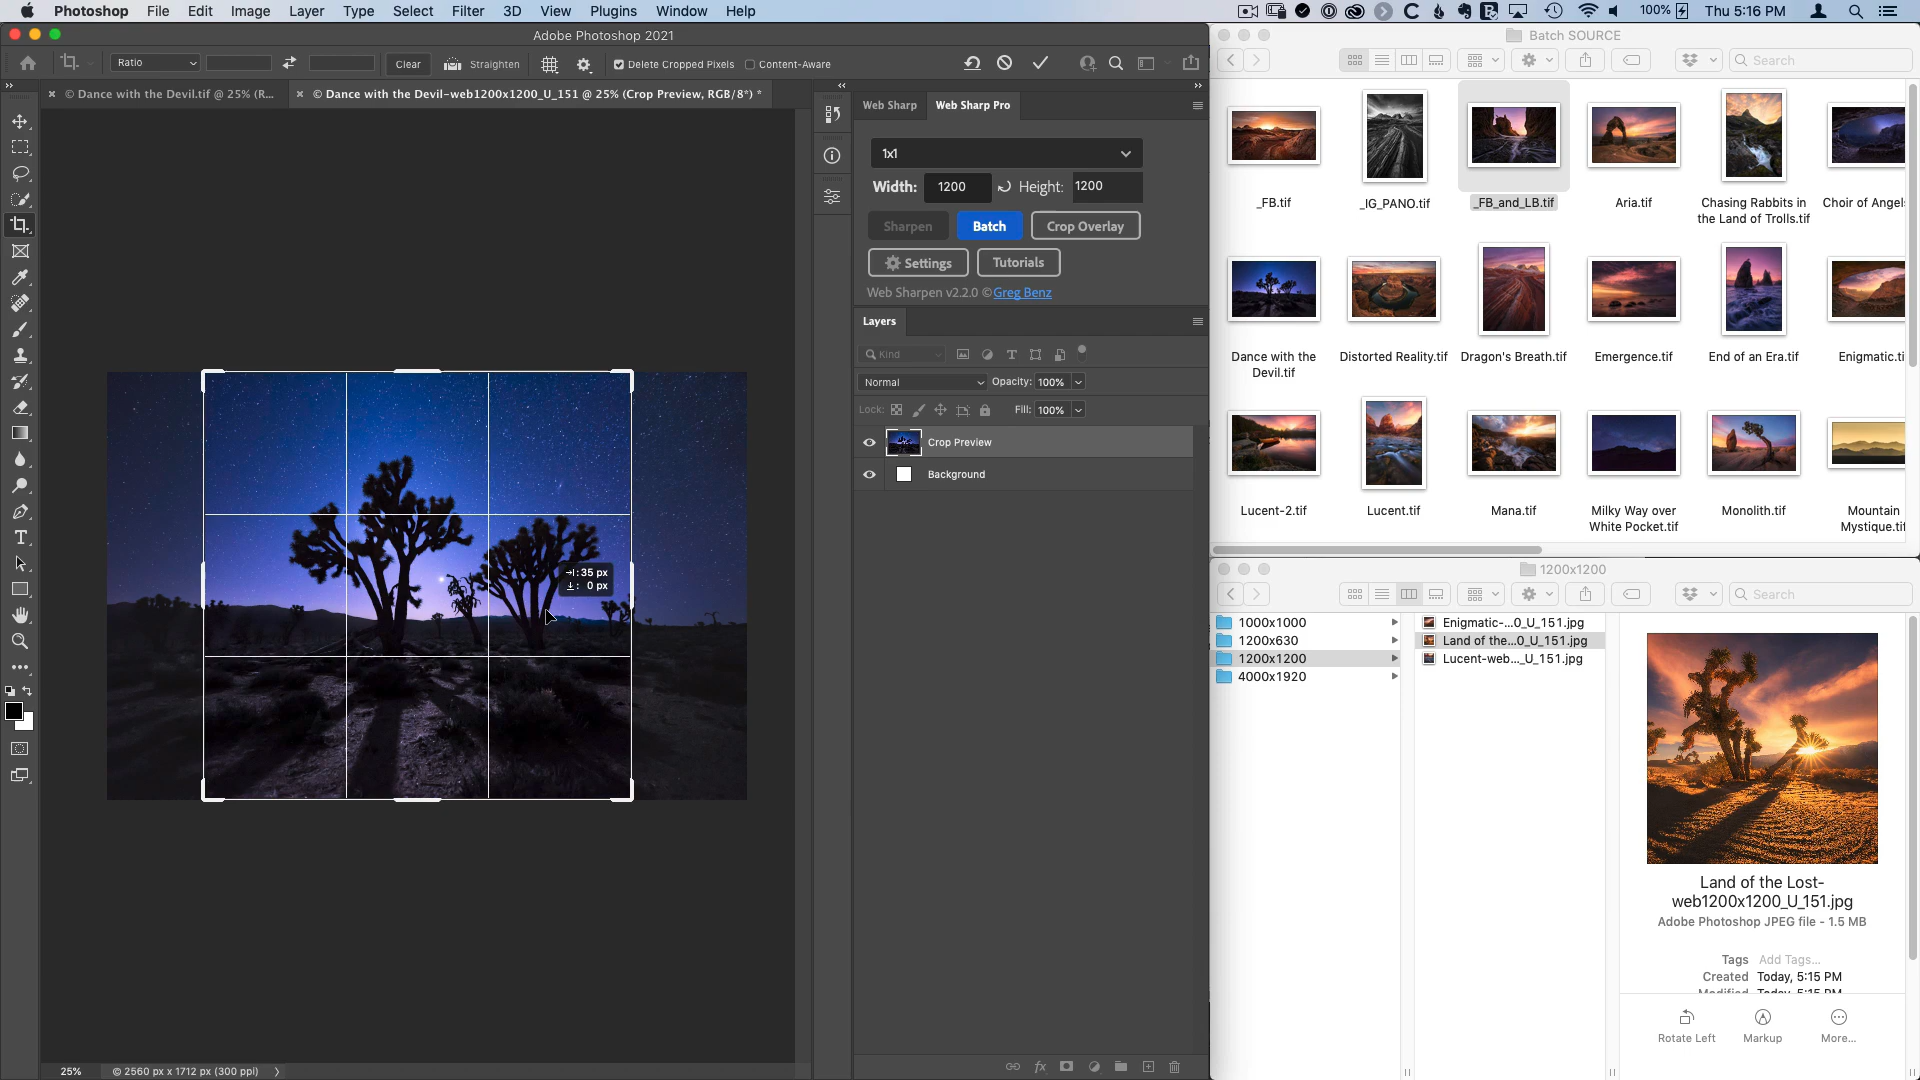 Photoshop File Edit Image Layer Type Select Filter 3D View Plugins Window Help
100% Thu 5:16 PM
Adobe Photoshop 2021
Ratio Clear Straighten Delete Cropped Pixels Content-Aware
© Dance with the Devil.tif @ 25% (R...
© Dance with the Devil-web1200x1200_U_151 @ 25% (Crop Preview, RGB/8*) *
→|: 35 px
0 px
25% © 2560 px x 1712 px (300 ppi)
Web Sharp Web Sharp Pro
1x1
Width: 1200 Height: 1200
Sharpen Batch Crop Overlay
Settings Tutorials
Web Sharpen v2.2.0 © Greg Benz
Layers
Kind
Normal Opacity: 100%
Lock: Fill: 100%
Crop Preview
Background
fx
Batch SOURCE
Search
_FB.tif
_IG_PANO.tif
_FB_and_LB.tif
Aria.tif
Chasing Rabbits in
the Land of Trolls.tif
Choir of Angel
Dance with the
Devil.tif
Distorted Reality.tif
Dragon's Breath.tif
Emergence.tif
End of an Era.tif
Enigmatic.ti
Lucent-2.tif
Lucent.tif
Mana.tif
Milky Way over
White Pocket.tif
Monolith.tif
Mountain
Mystique.tif
1200x1200
Search
1000x1000
1200x630
1200x1200
4000x1920
Enigmatic-...0_U_151.jpg
Land of the...0_U_151.jpg
Lucent-web..._U_151.jpg
Land of the Lost-
web1200x1200_U_151.jpg
Adobe Photoshop JPEG file - 1.5 MB
Tags Add Tags...
Created Today, 5:15 PM
Modified Today, 5:15 PM
Rotate Left Markup More...